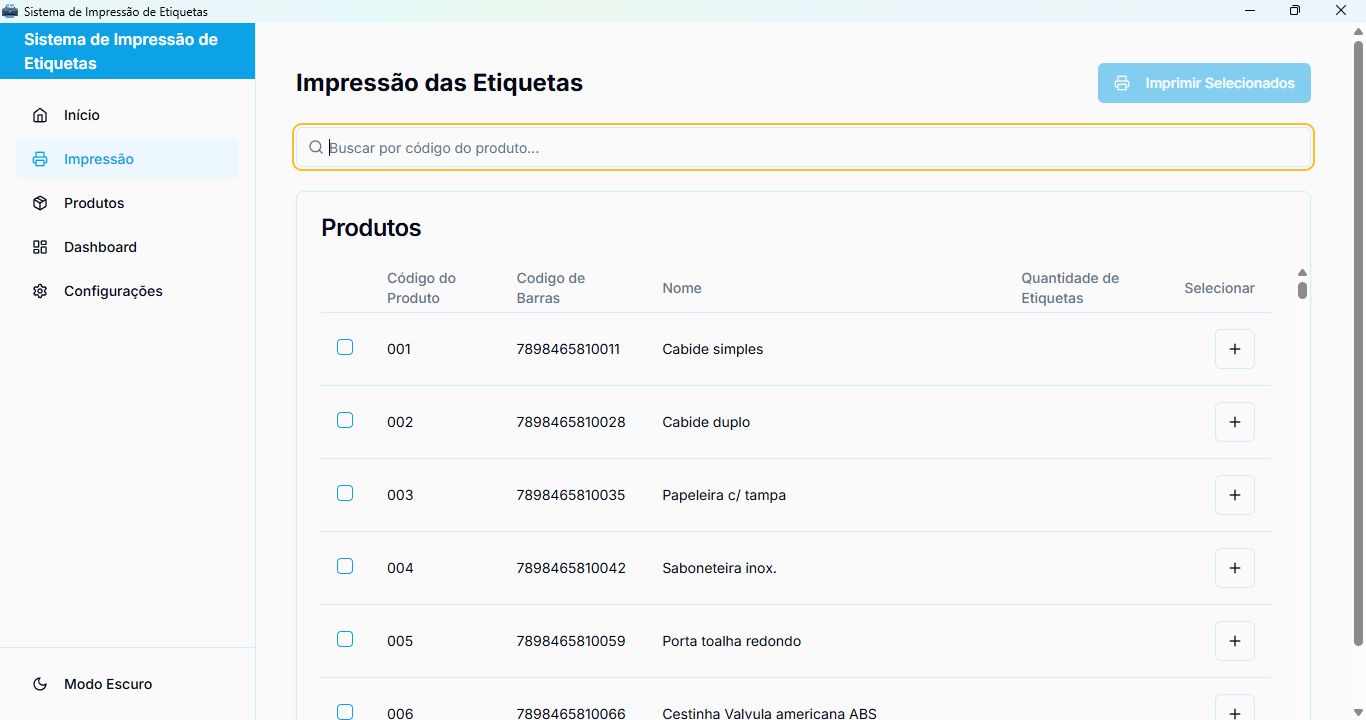 Sistema de Impressão de Etiquetas
Sistema de Impressão de
Etiquetas
Início
Impressão
Produtos
Dashboard
Configurações
Modo Escuro
Impressão das Etiquetas
Imprimir Selecionados
Buscar por código do produto...
Produtos
Código do
Produto
Codigo de
Barras
Nome
Quantidade de
Etiquetas
Selecionar
001 7898465810011 Cabide simples +
002 7898465810028 Cabide duplo +
003 7898465810035 Papeleira c/ tampa +
004 7898465810042 Saboneteira inox. +
005 7898465810059 Porta toalha redondo +
006 7898465810066 Cestinha Valvula americana ABS +